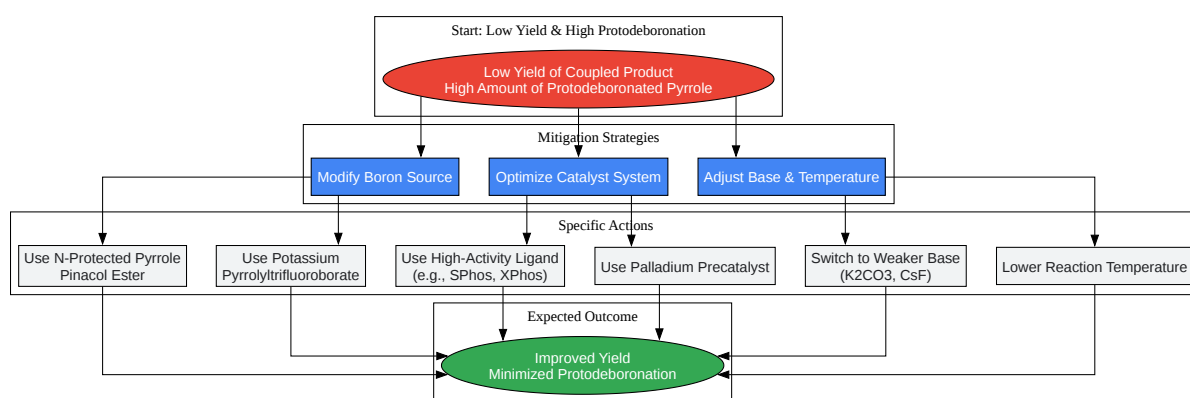 Start: Low Yield & High Protodeboronation
Low Yield of Coupled Product
High Amount of Protodeboronated Pyrrole
Mitigation Strategies
Modify Boron Source
Optimize Catalyst System
Adjust Base & Temperature
Specific Actions
Use N-Protected Pyrrole
Pinacol Ester
Use Potassium
Pyrrolyltrifluoroborate
Use High-Activity Ligand
(e.g., SPhos, XPhos)
Use Palladium Precatalyst
Switch to Weaker Base
(K2CO3, CsF)
Lower Reaction Temperature
Expected Outcome
Improved Yield
Minimized Protodeboronation